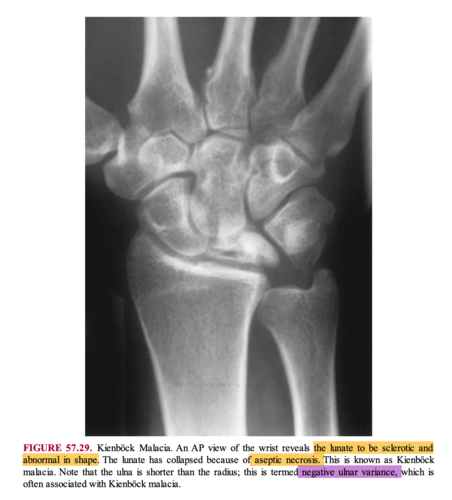 FIGURE 57.29. Kienböck Malacia. An AP view of the wrist reveals the lunate to be sclerotic and
abnormal in shape. The lunate has collapsed because of aseptic necrosis. This is known as Kienböck
malacia. Note that the ulna is shorter than the radius; this is termed negative ulnar variance, which is
often associated with Kienböck malacia.